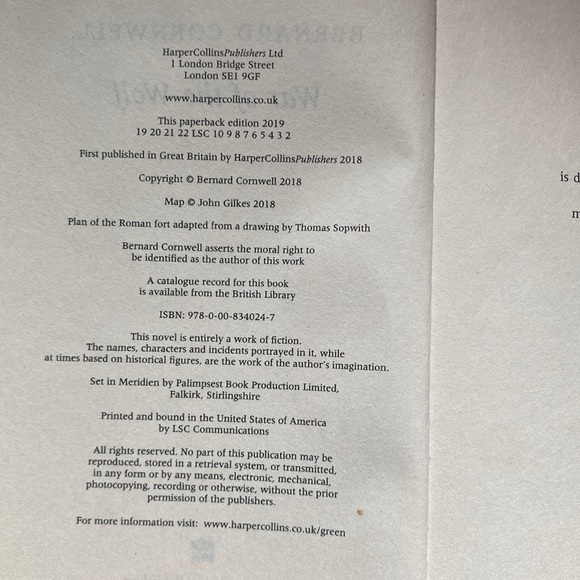 BERNARD CORNWELL
War of the Wolf
HarperCollinsPublishers Ltd
1 London Bridge Street
London SE1 9GF
www.harpercollins.co.uk
This paperback edition 2019
19 20 21 22 LSC 10 9 8 7 6 5 4 3 2
First published in Great Britain by HarperCollinsPublishers 2018
Copyright © Bernard Cornwell 2018
Map © John Gilkes 2018
Plan of the Roman fort adapted from a drawing by Thomas Sopwith
Bernard Cornwell asserts the moral right to
be identified as the author of this work
A catalogue record for this book
is available from the British Library
ISBN: 978-0-00-834024-7
This novel is entirely a work of fiction.
The names, characters and incidents portrayed in it, while
at times based on historical figures, are the work of the author's imagination.
Set in Meridien by Palimpsest Book Production Limited,
Falkirk, Stirlingshire
Printed and bound in the United States of America
by LSC Communications
All rights reserved. No part of this publication may be
reproduced, stored in a retrieval system, or transmitted,
in any form or by any means, electronic, mechanical,
photocopying, recording or otherwise, without the prior
permission of the publishers.
For more information visit: www.harpercollins.co.uk/green
is d